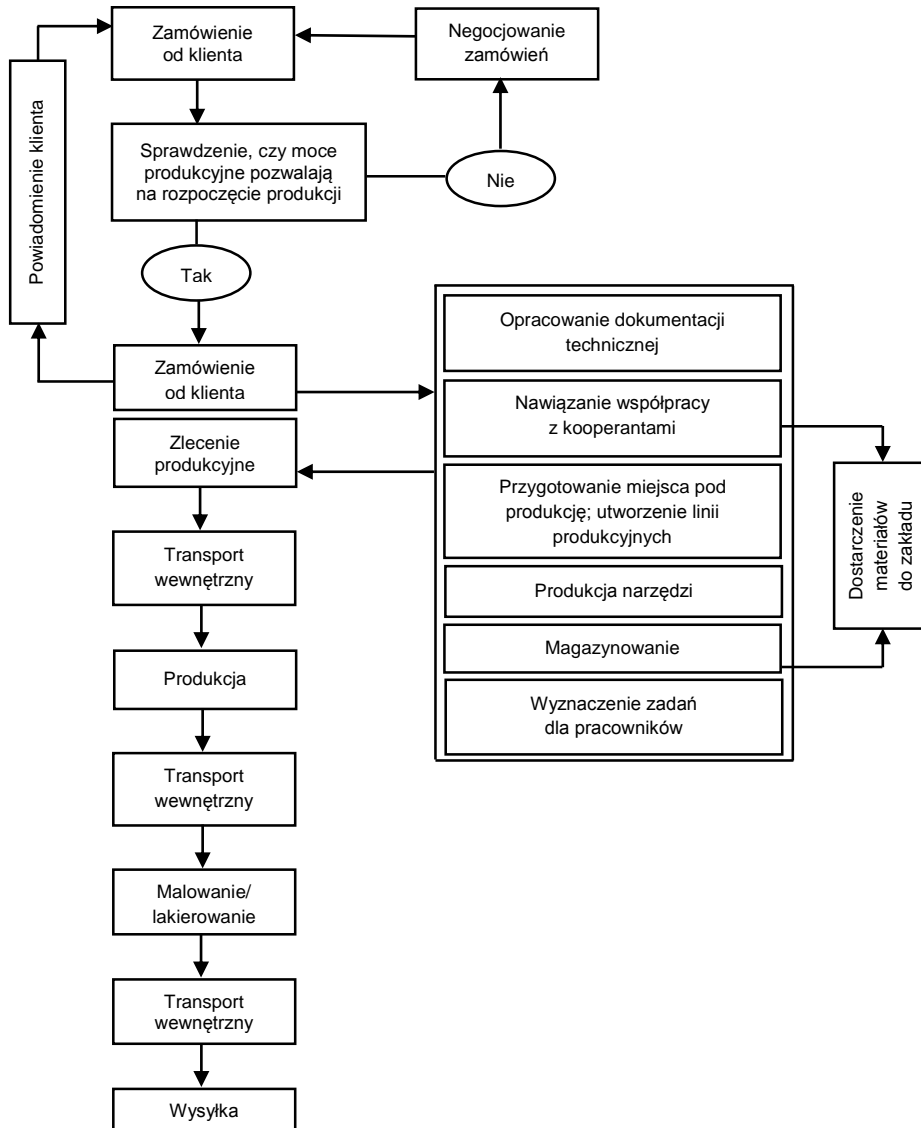 Zamówienie
od klienta
Negocjowanie
zamówień
Powiadomienie klienta
Sprawdzenie, czy moce
produkcyjne pozwalają
na rozpoczęcie produkcji
Nie
Tak
Zamówienie
od klienta
Opracowanie dokumentacji
technicznej
Nawiązanie współpracy
z kooperantami
Przygotowanie miejsca pod
produkcję; utworzenie linii
produkcyjnych
Produkcja narzędzi
Magazynowanie
Wyznaczenie zadań
dla pracowników
Dostarczenie
materiałów
do zakładu
Zlecenie
produkcyjne
Transport
wewnętrzny
Produkcja
Transport
wewnętrzny
Malowanie/
lakierowanie
Transport
wewnętrzny
Wysyłka